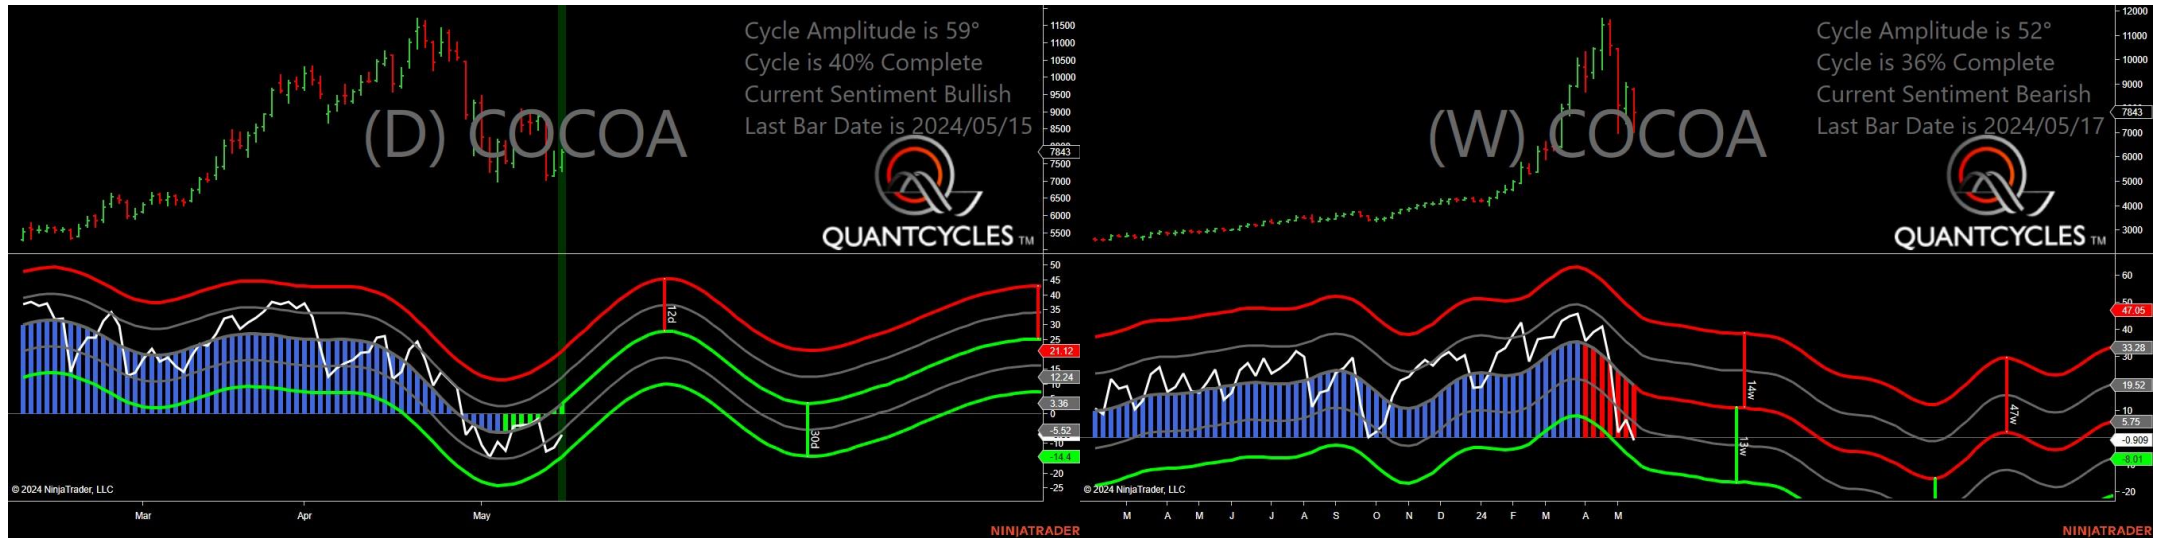 Cycle Amplitude is 59°
Cycle is 40% Complete
Current Sentiment Bullish
Last Bar Date is 2024/05/15
(D) COCOA
QUANTCYCLES TM
11500
11000
10500
10000
9500
9000
8500
7843
7500
7000
6500
6000
5500
50
45
40
35
30
25
21.12
15
12.24
3.36
0
-5.52
-10
-14.4
-20
-25
12d
30d
© 2024 NinjaTrader, LLC
Mar Apr May
NINJATRADER
Cycle Amplitude is 52°
Cycle is 36% Complete
Current Sentiment Bearish
Last Bar Date is 2024/05/17
(W) COCOA
QUANTCYCLES TM
12000
11000
10000
9000
7843
7000
6000
5000
4000
3000
60
50
47.05
40
33.28
30
19.52
10
5.75
-0.909
-8.01
-20
14w
13w
47w
© 2024 NinjaTrader, LLC
M A M J J A S O N D 24 F M A M
NINJATRADER